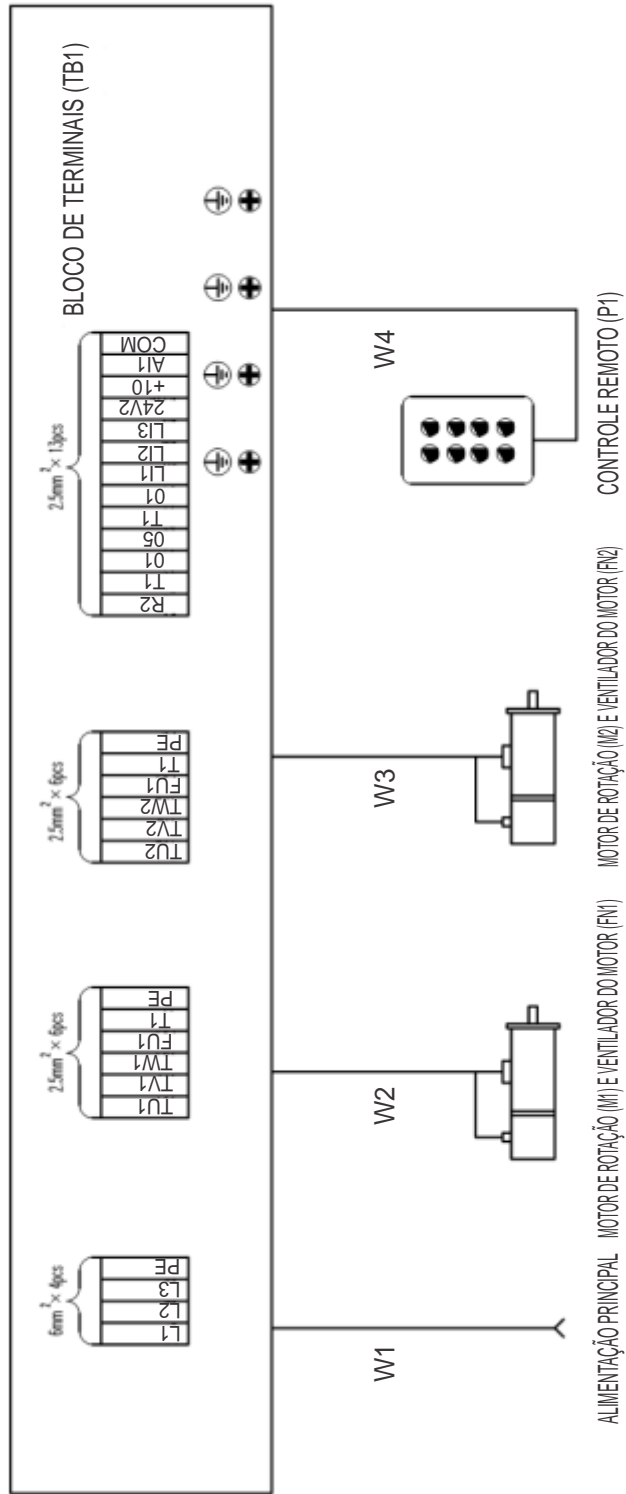 BLOCO DE TERMINAIS (TB1)
6mm² × 4pcs
2.5mm² × 6pcs
2.5mm² × 6pcs
2.5mm² × 13pcs
L1
L2
L3
PE
TU1
TV1
TW1
FU1
T1
PE
TU2
TV2
TW2
FU1
T1
PE
R2
T1
01
05
T1
01
LI1
LI2
LI3
24V2
+10
AI1
COM
W1
W2
W3
W4
ALIMENTAÇÃO PRINCIPAL
MOTOR DE ROTAÇÃO (M1) E VENTILADOR DO MOTOR (FN1)
MOTOR DE ROTAÇÃO (M2) E VENTILADOR DO MOTOR (FN2)
CONTROLE REMOTO (P1)